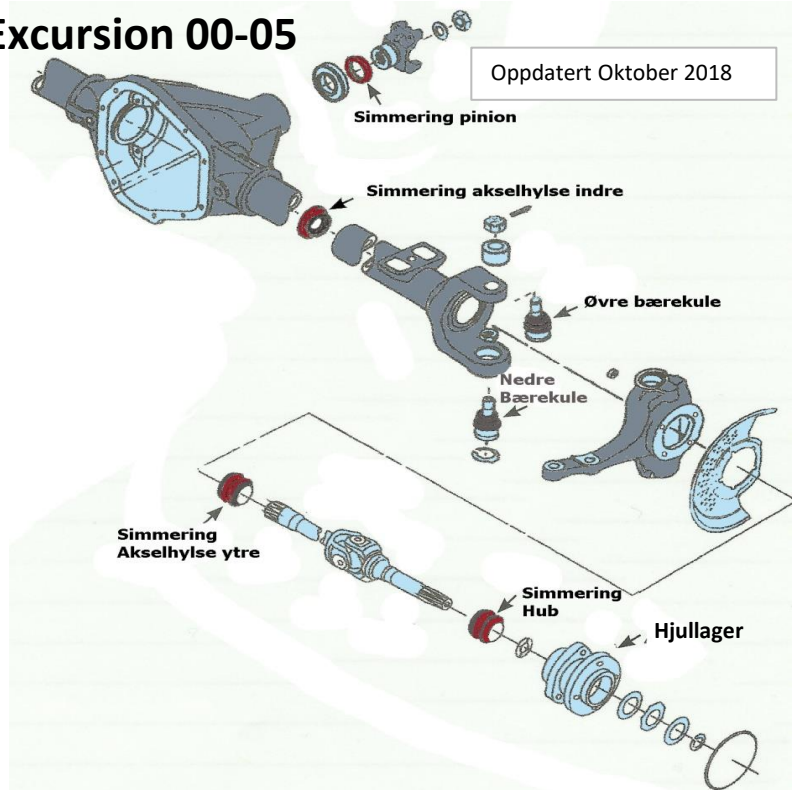 Excursion 00-05
Oppdatert Oktober 2018
Simmering pinion
Simmering akselhylse indre
Øvre bærekule
Nedre
Bærekule
Simmering
Akselhylse ytre
Simmering
Hub
Hjullager